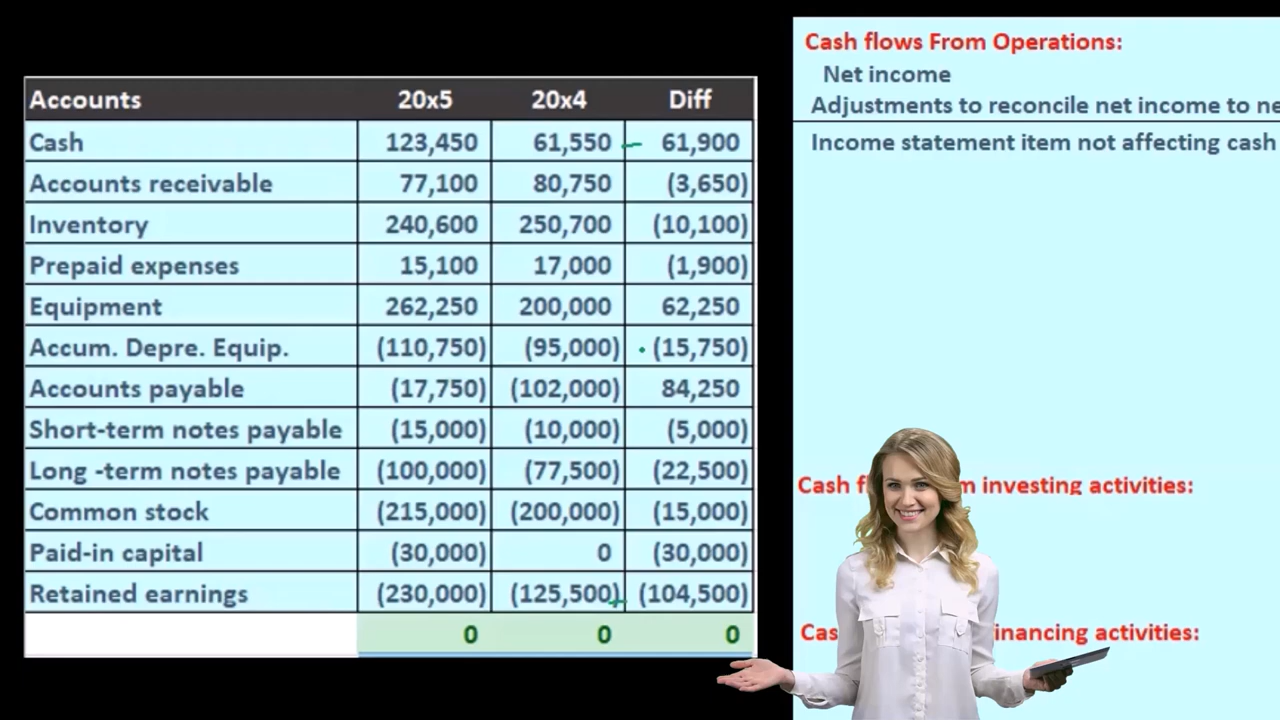 Accounts 20x5 20x4 Diff
Cash 123,450 61,550 61,900
Accounts receivable 77,100 80,750 (3,650)
Inventory 240,600 250,700 (10,100)
Prepaid expenses 15,100 17,000 (1,900)
Equipment 262,250 200,000 62,250
Accum. Depre. Equip. (110,750) (95,000) (15,750)
Accounts payable (17,750) (102,000) 84,250
Short-term notes payable (15,000) (10,000) (5,000)
Long -term notes payable (100,000) (77,500) (22,500)
Common stock (215,000) (200,000) (15,000)
Paid-in capital (30,000) 0 (30,000)
Retained earnings (230,000) (125,500) (104,500)
0 0 0
Cash flows From Operations:
Net income
Adjustments to reconcile net income to ne
Income statement item not affecting cash
Cash investing activities:
activities: